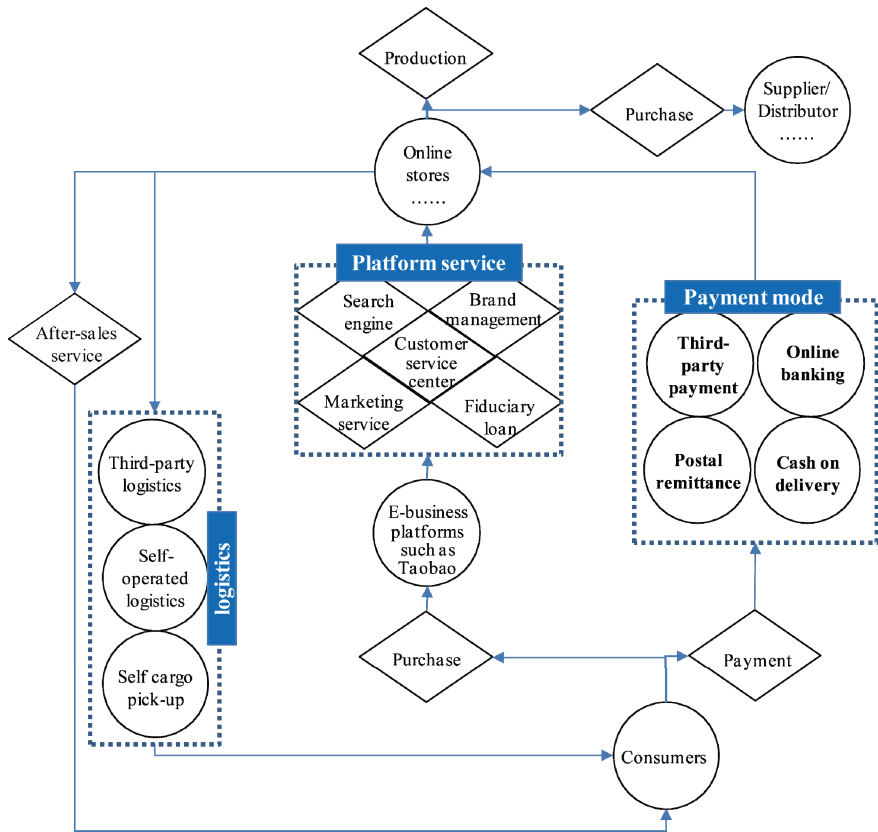 Production
Purchase
Supplier/
Distributor
......
Online
stores
......
Platform service
Search
engine
Brand
management
Customer
service
center
Marketing
service
Fiduciary
loan
Payment mode
Third-
party
payment
Online
banking
Postal
remittance
Cash on
delivery
After-sales
service
Third-party
logistics
Self-
operated
logistics
Self cargo
pick-up
logistics
E-business
platforms
such as
Taobao
Purchase
Payment
Consumers